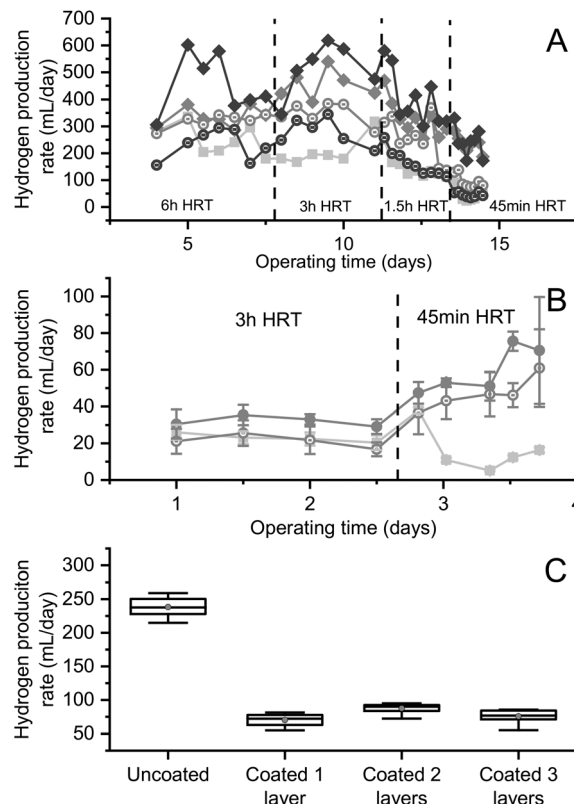 A
Hydrogen production
rate (mL/day)
700
600
500
400
300
200
100
0
6h HRT
3h HRT
1.5h HRT
45min HRT
5
10
15
Operating time (days)
B
Hydrogen production
rate (mL/day)
100
80
60
40
20
0
3h HRT
45min HRT
1
2
3
4
Operating time (days)
C
Hydrogen produciton
rate (mL/day)
300
250
200
150
100
50
Uncoated
Coated 1
layer
Coated 2
layers
Coated 3
layers